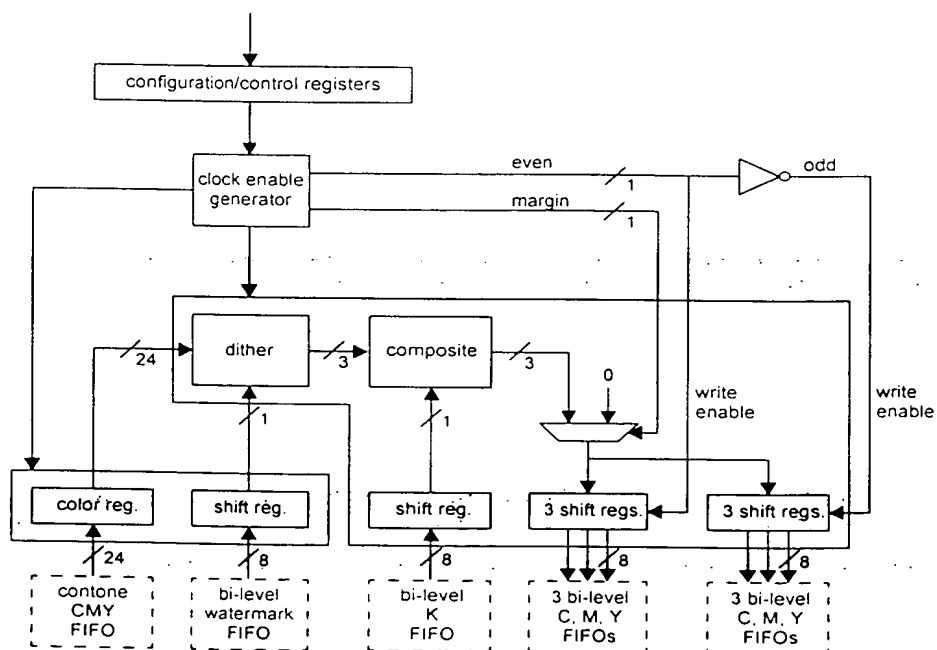 configuration/control registers
clock enable
generator
even
1
odd
margin
1
dither
composite
24
3
3
0
1
1
write
enable
write
enable
color reg.
shift reg.
shift reg.
3 shift regs.
3 shift regs.
24
8
8
8
8
contone
CMY
FIFO
bi-level
watermark
FIFO
bi-level
K
FIFO
3 bi-level
C, M, Y
FIFOs
3 bi-level
C, M, Y
FIFOs